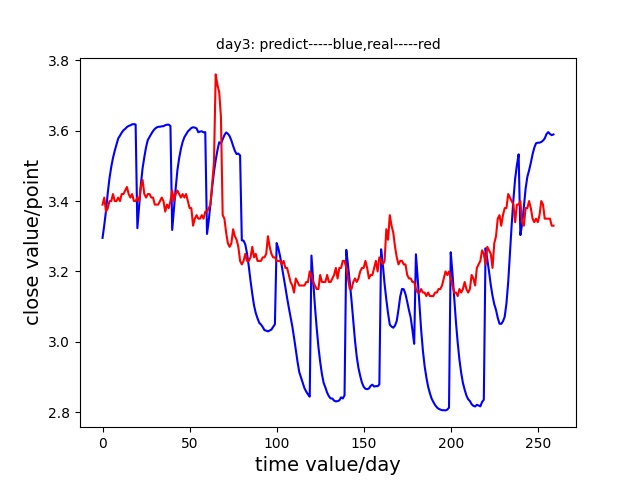 day3: predict-----blue,real-----red
3.8
3.6
3.4
3.2
3.0
2.8
close value/point
0 50 100 150 200 250
time value/day